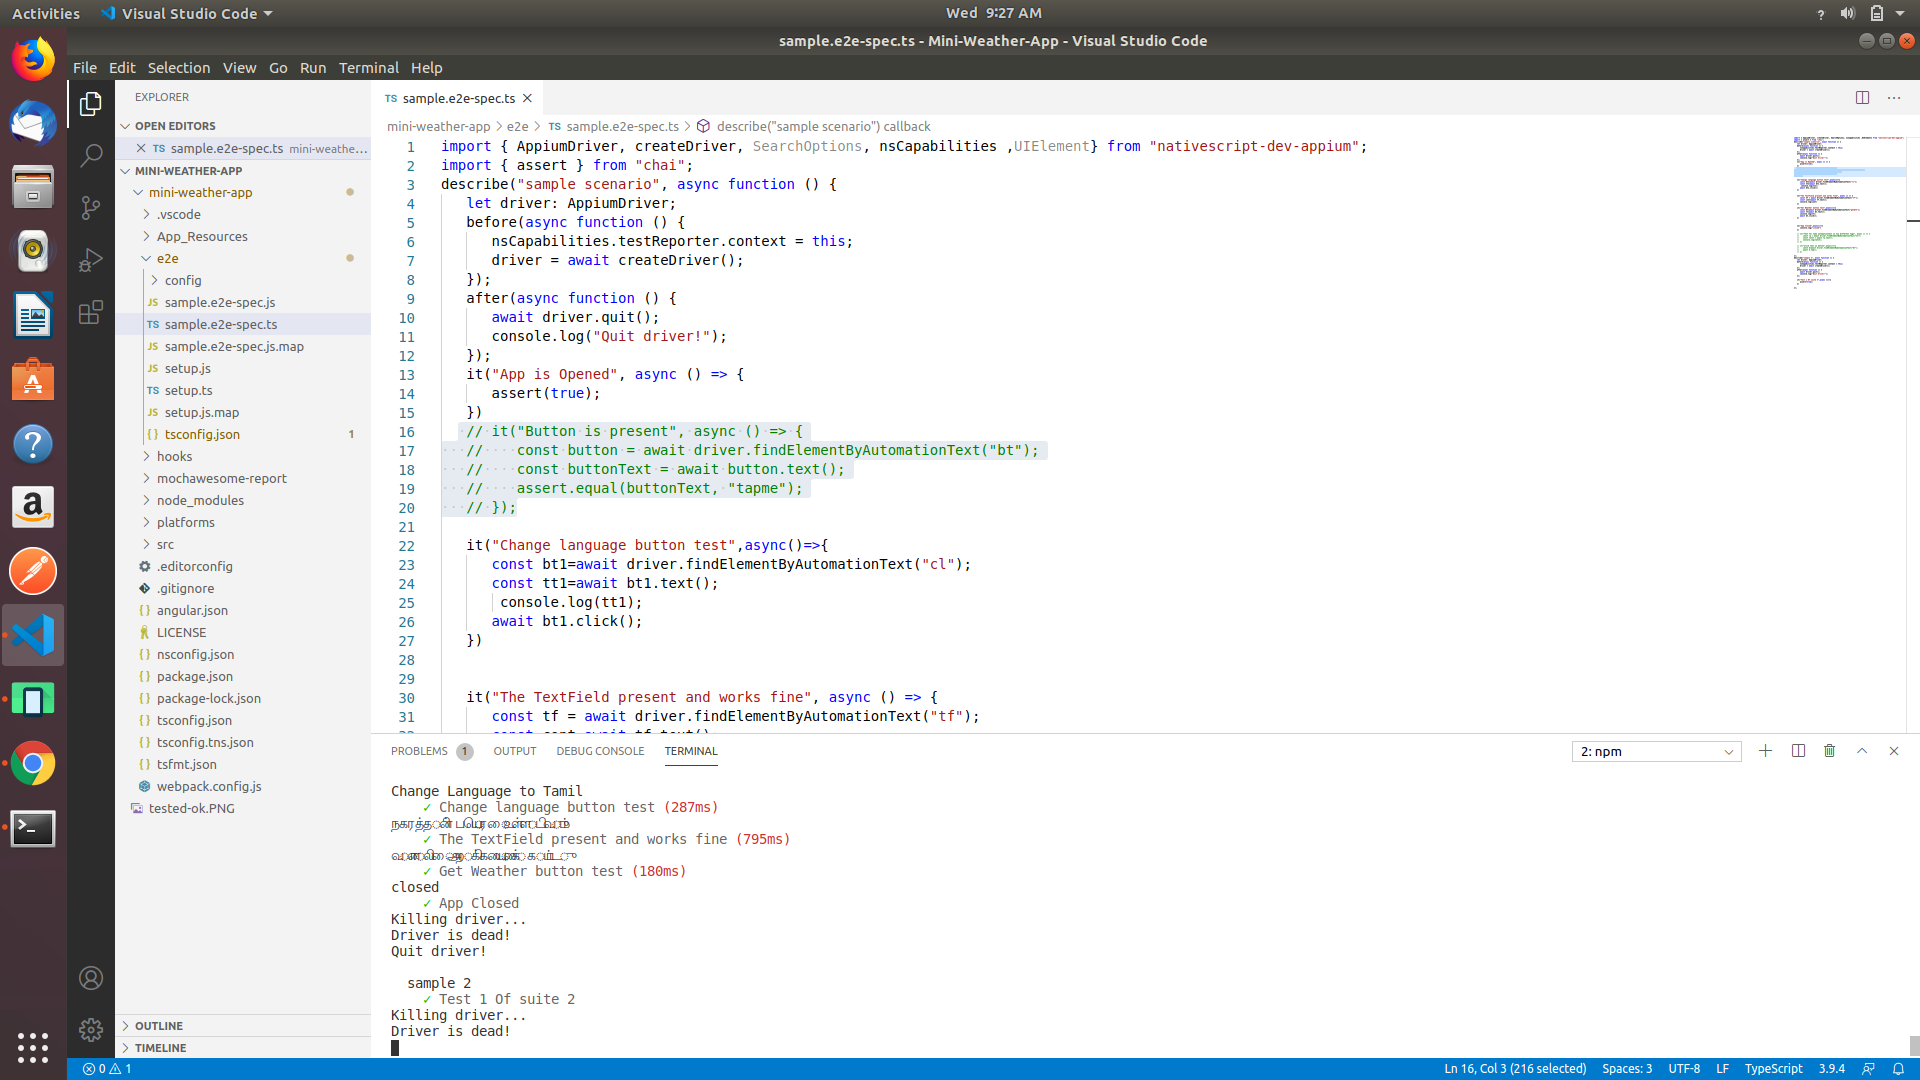 Activities
Visual Studio Code
Wed 9:27 AM
sample.e2e-spec.ts - Mini-Weather-App - Visual Studio Code
File Edit Selection View Go Run Terminal Help
EXPLORER
OPEN EDITORS
TS sample.e2e-spec.ts mini-weathe...
MINI-WEATHER-APP
mini-weather-app
.vscode
App_Resources
e2e
config
JS sample.e2e-spec.js
TS sample.e2e-spec.ts
JS sample.e2e-spec.js.map
JS setup.js
TS setup.ts
JS setup.js.map
{} tsconfig.json 1
hooks
mochawesome-report
node_modules
platforms
src
.editorconfig
.gitignore
{} angular.json
LICENSE
{} nsconfig.json
{} package.json
{} package-lock.json
{} tsconfig.json
{} tsconfig.tns.json
{} tsfmt.json
webpack.config.js
tested-ok.PNG
OUTLINE
TIMELINE
TS sample.e2e-spec.ts
mini-weather-app > e2e > TS sample.e2e-spec.ts > describe("sample scenario") callback
1 import { AppiumDriver, createDriver, SearchOptions, nsCapabilities ,UIElement} from "nativescript-dev-appium";
2 import { assert } from "chai";
3 describe("sample scenario", async function () {
4 let driver: AppiumDriver;
5 before(async function () {
6 nsCapabilities.testReporter.context = this;
7 driver = await createDriver();
8 });
9 after(async function () {
10 await driver.quit();
11 console.log("Quit driver!");
12 });
13 it("App is Opened", async () => {
14 assert(true);
15 })
16 // it("Button is present", async () => {
17 // const button = await driver.findElementByAutomationText("bt");
18 // const buttonText = await button.text();
19 // assert.equal(buttonText, "tapme");
20 // });
21
22 it("Change language button test",async()=>{
23 const bt1=await driver.findElementByAutomationText("cl");
24 const tt1=await bt1.text();
25 console.log(tt1);
26 await bt1.click();
27 })
28
29
30 it("The TextField present and works fine", async () => {
31 const tf = await driver.findElementByAutomationText("tf");
PROBLEMS 1 OUTPUT DEBUG CONSOLE TERMINAL
2: npm
Change Language to Tamil
✓ Change language button test (287ms)
✓ The TextField present and works fine (795ms)
✓ Get Weather button test (180ms)
closed
✓ App Closed
Killing driver...
Driver is dead!
Quit driver!
sample 2
✓ Test 1 Of suite 2
Killing driver...
Driver is dead!
0 1
Ln 16, Col 3 (216 selected) Spaces: 3 UTF-8 LF TypeScript 3.9.4